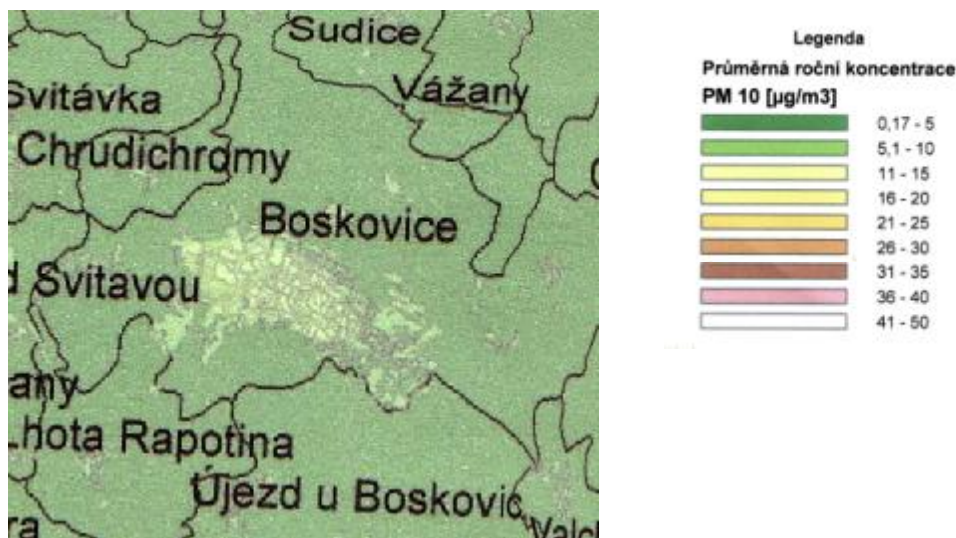 Sudice
Vážany
Svitávka
Chrudichromy
Boskovice
d Svitavou
any
Lhota Rapotina
Újezd u Boskovic
Valch
ra
Legenda
Průměrná roční koncentrace
PM 10 [µg/m3]
0,17 - 5
5,1 - 10
11 - 15
16 - 20
21 - 25
26 - 30
31 - 35
36 - 40
41 - 50